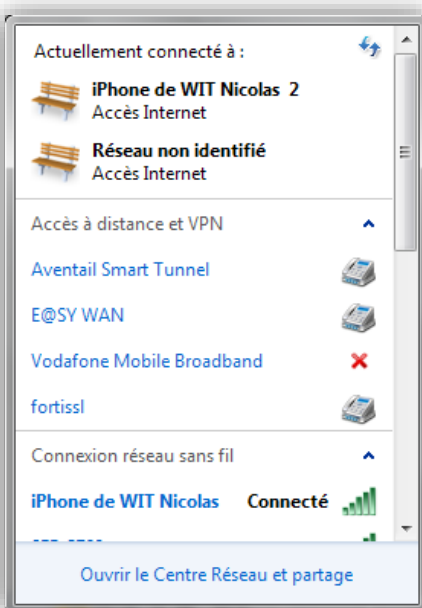 Actuellement connecté à :
iPhone de WIT Nicolas 2
Accès Internet
Réseau non identifié
Accès Internet
Accès à distance et VPN
Aventail Smart Tunnel
E@SY WAN
Vodafone Mobile Broadband
fortissl
Connexion réseau sans fil
iPhone de WIT Nicolas Connecté
Ouvrir le Centre Réseau et partage